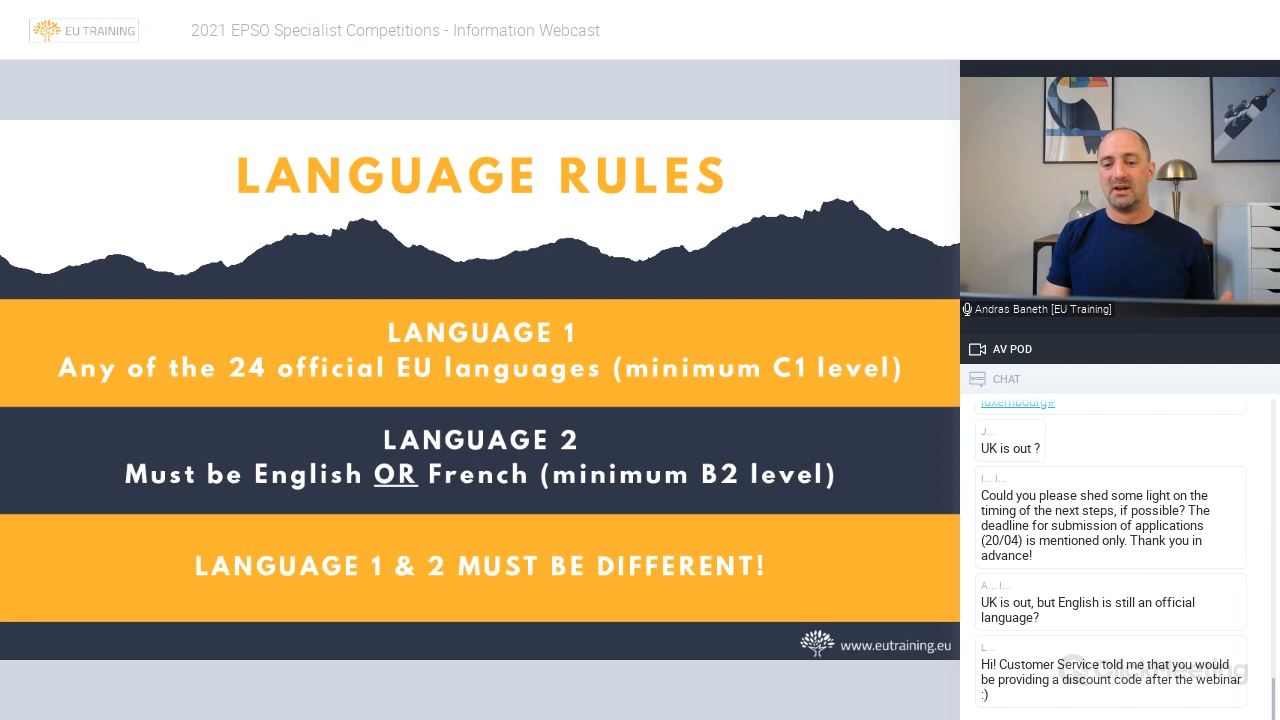 EU TRAINING
2021 EPSO Specialist Competitions - Information Webcast
LANGUAGE RULES
LANGUAGE 1
Any of the 24 official EU languages (minimum C1 level)
LANGUAGE 2
Must be English OR French (minimum B2 level)
LANGUAGE 1 & 2 MUST BE DIFFERENT!
www.eutraining.eu
Andras Baneth [EU Training]
AV POD
CHAT
luxembourg#
J...
UK is out ?
I... I...
Could you please shed some light on the
timing of the next steps, if possible? The
deadline for submission of applications
(20/04) is mentioned only. Thank you in
advance!
A... I...
UK is out, but English is still an official
language?
L...
Hi! Customer Service told me that you would
be providing a discount code after the webinar
:)
ClickMeeting